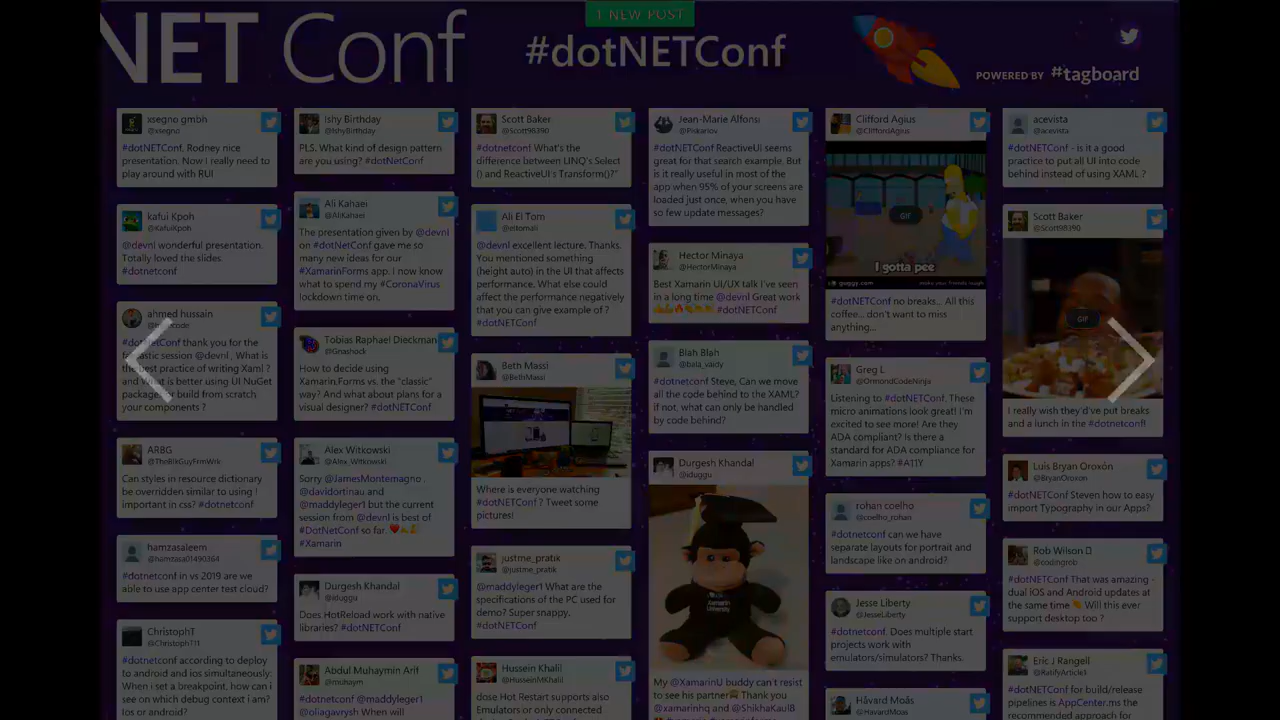 NET Conf
1 NEW POST
#dotNETConf
POWERED BY #tagboard
xsegno gmbh
@xsegno
#dotNETConf. Rodney nice
presentation. Now I really need to
play around with RUI
kafui Kpoh
@KafuiKpoh
@devnl wonderful presentation.
Totally loved the slides.
#dotnetconf
ahmed hussain
#dotNetConf thank you for the
fantastic session @devnl , What is
the best practice of writing Xaml ?
and What is better using UI NuGet
packages or build from scratch
your components ?
ARBG
@TheBlkGuyFrmWrk
Can styles in resource dictionary
be overridden similar to using !
important in css? #dotnetconf
hamzasaleem
@hamzasa01490364
#dotnetconf in vs 2019 are we
able to use app center test cloud?
ChristophT
@ChristophT11
#dotnetconf according to deploy
to android and ios simultaneously:
When i set a breakpoint, how can i
see on which debug context i am?
Ios or android?
Ishy Birthday
@IshyBirthday
PLS. What kind of design pattern
are you using? #dotNetConf
Ali Kahaei
@AliKahaei
The presentation given by @devnl
on #dotNetConf gave me so
many new ideas for our
#XamarinForms app. I now know
what to spend my #CoronaVirus
lockdown time on.
Tobias Raphael Dieckmann
@Gnashock
How to decide using
Xamarin.Forms vs. the "classic"
way? And what about plans for a
visual designer? #dotNETConf
Alex Witkowski
@Alex_Witkowski
Sorry @JamesMontemagno ,
@davidortinau and
@maddyleger1 but the current
session from @devnl is best of
#DotNetConf so far.
#Xamarin
Durgesh Khandal
@iduggu
Does HotReload work with native
libraries? #dotNETConf
Abdul Muhaymin Arif
@muhaym
#dotnetconf @maddyleger1
@oliagavrysh When will
Scott Baker
@Scott98390
#dotnetconf What's the
difference between LINQ's Select
() and ReactiveUI's Transform()?"
Ali El Tom
@eltomali
@devnl excellent lecture. Thanks.
You mentioned something
(height auto) in the UI that affects
performance. What else could
affect the performance negatively
that you can give example of ?
#dotNETConf
Beth Massi
@BethMassi
Where is everyone watching
#dotNETConf ? Tweet some
pictures!
justme_pratik
@justme_pratik
@maddyleger1 What are the
specifications of the PC used for
demo? Super snappy.
#dotNETConf
Hussein Khalil
@HusseinMKhalil
dose Hot Restart supports also
Emulators or only connected
Jean-Marie Alfonsi
@Piskariov
#dotNETConf ReactiveUI seems
great for that search example. But
is it really useful in most of the
app when 95% of your screens are
loaded just once, when you have
so few update messages?
Hector Minaya
@HectorMinaya
Best Xamarin UI/UX talk I've seen
in a long time @devnl Great work
#dotNETConf
Blah Blah
@bala_vaidy
#dotnetconf Steve, Can we move
all the code behind to the XAML?
if not, what can only be handled
by code behind?
Durgesh Khandal
@iduggu
Xamarin
University
My @XamarinU buddy can't resist
to see his partner Thank you
@xamarinhq and @ShikhaKaulB
Clifford Agius
@CliffordAgius
GIF
I gotta pee
#dotNETConf no breaks... All this
coffee... don't want to miss
anything...
Greg L
@OrmondCodeNinja
Listening to #dotNETConf. These
micro animations look great! I'm
excited to see more! Are they
ADA compliant? Is there a
standard for ADA compliance for
Xamarin apps? #A11Y
rohan coelho
@coelho_rohan
#dotnetconf can we have
separate layouts for portrait and
landscape like on android?
Jesse Liberty
@JesseLiberty
#dotnetconf. Does multiple start
projects work with
emulators/simulators? Thanks.
Håvard Moås
@HavardMoas
acevista
@acevista
#dotNETConf - is it a good
practice to put all UI into code
behind instead of using XAML ?
Scott Baker
@Scott98390
GIF
I really wish they'd've put breaks
and a lunch in the #dotnetconf!
Luis Bryan Oroxón
@BryanOroxon
#dotNETConf Steven how to easy
import Typography in our Apps?
Rob Wilson
@codingrob
#dotNETConf That was amazing -
dual iOS and Android updates at
the same time Will this ever
support desktop too ?
Eric J Rangell
@RatifyArticle1
#dotNETConf for build/release
pipelines is AppCenter.ms the
recommended approach for